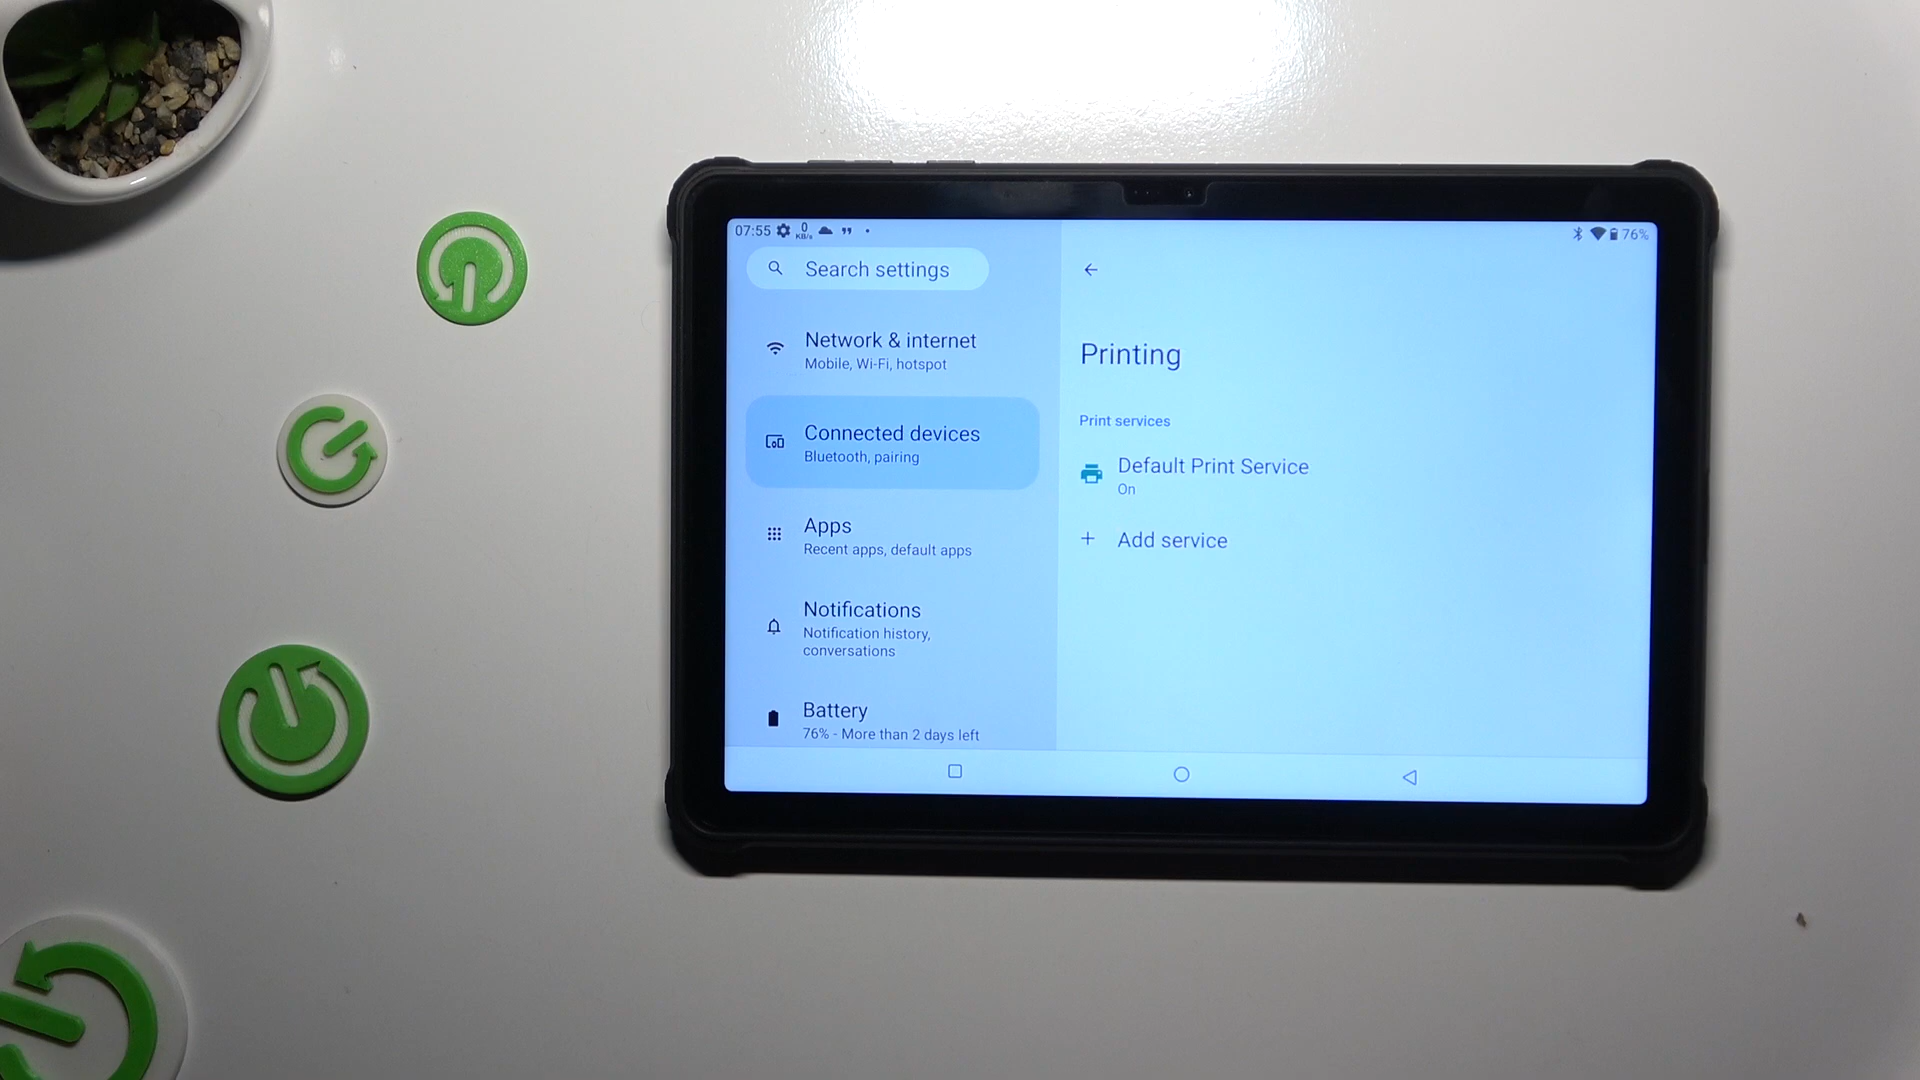 07:55
0
KB/s
76%
Search settings
Network & internet
Mobile, Wi-Fi, hotspot
Connected devices
Bluetooth, pairing
Apps
Recent apps, default apps
Notifications
Notification history,
conversations
Battery
76% - More than 2 days left
Printing
Print services
Default Print Service
On
Add service